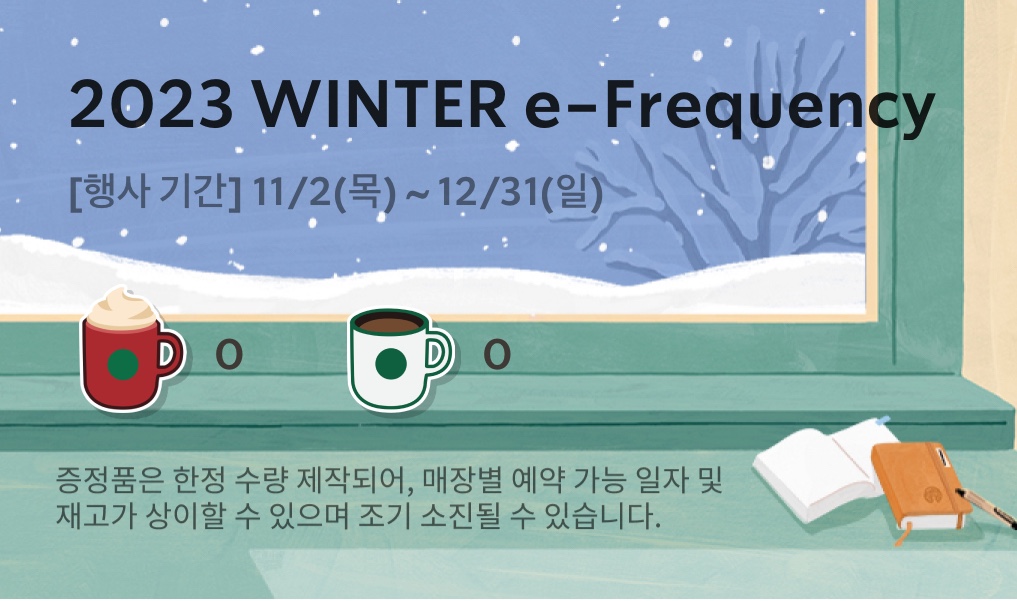 2023 WINTER e-Frequency
[행사 기간] 11/2(목) ~ 12/31(일)
0 0
증정품은 한정 수량 제작되어, 매장별 예약 가능 일자 및
재고가 상이할 수 있으며 조기 소진될 수 있습니다.